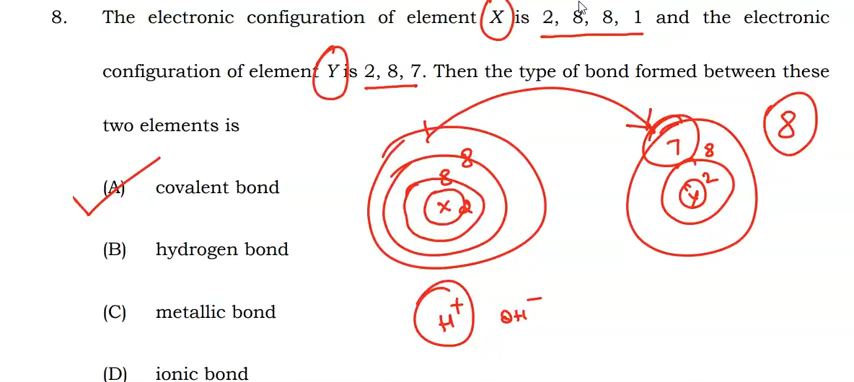 8. The electronic configuration of element X is 2, 8, 8, 1 and the electronic
configuration of element Y is 2, 8, 7. Then the type of bond formed between these
two elements is
8
7 8
8
8
2
X 2
Y
(A) covalent bond
(B) hydrogen bond
(C) metallic bond
H+ OH−
(D) ionic bond